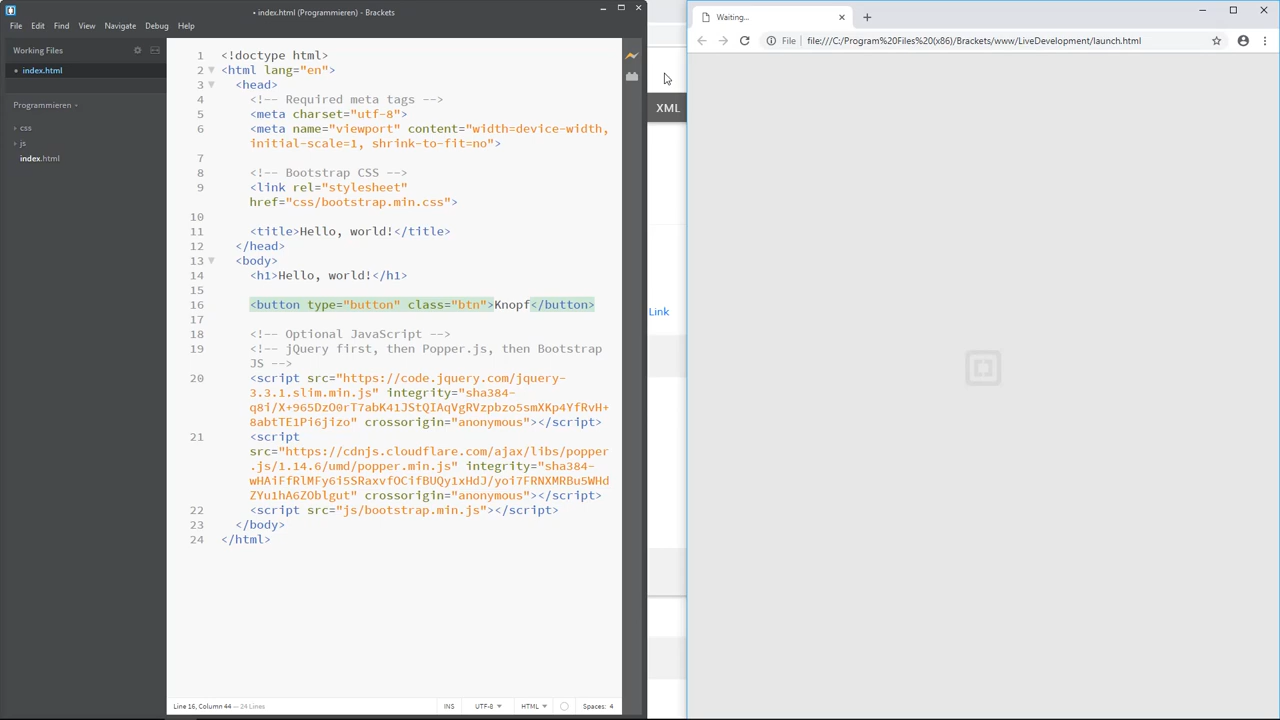 • index.html (Programmieren) - Brackets
File Edit Find View Navigate Debug Help
Working Files
• index.html
Programmieren
css
js
index.html
1 <!doctype html>
2 <html lang="en">
3 <head>
4 <!-- Required meta tags -->
5 <meta charset="utf-8">
6 <meta name="viewport" content="width=device-width,
initial-scale=1, shrink-to-fit=no">
7
8 <!-- Bootstrap CSS -->
9 <link rel="stylesheet"
href="css/bootstrap.min.css">
10
11 <title>Hello, world!</title>
12 </head>
13 <body>
14 <h1>Hello, world!</h1>
15
16 <button type="button" class="btn">Knopf</button>
17
18 <!-- Optional JavaScript -->
19 <!-- jQuery first, then Popper.js, then Bootstrap
JS -->
20 <script src="https://code.jquery.com/jquery-
3.3.1.slim.min.js" integrity="sha384-
q8i/X+965DzO0rT7abK41JStQIAqVgRVzpbzo5smXKp4YfRvH+
8abtTE1Pi6jizo" crossorigin="anonymous"></script>
21 <script
src="https://cdnjs.cloudflare.com/ajax/libs/popper
.js/1.14.6/umd/popper.min.js" integrity="sha384-
wHAiFfRlMFy6i5SRaxvfOCifBUQy1xHdJ/yoi7FRNXMRBu5WHd
ZYu1hA6ZOblgut" crossorigin="anonymous"></script>
22 <script src="js/bootstrap.min.js"></script>
23 </body>
24 </html>
Line 16, Column 44 — 24 Lines
INS UTF-8 HTML Spaces: 4
XML
Link
Waiting...
File file:///C:/Program%20Files%20(x86)/Brackets/www/LiveDevelopment/launch.html